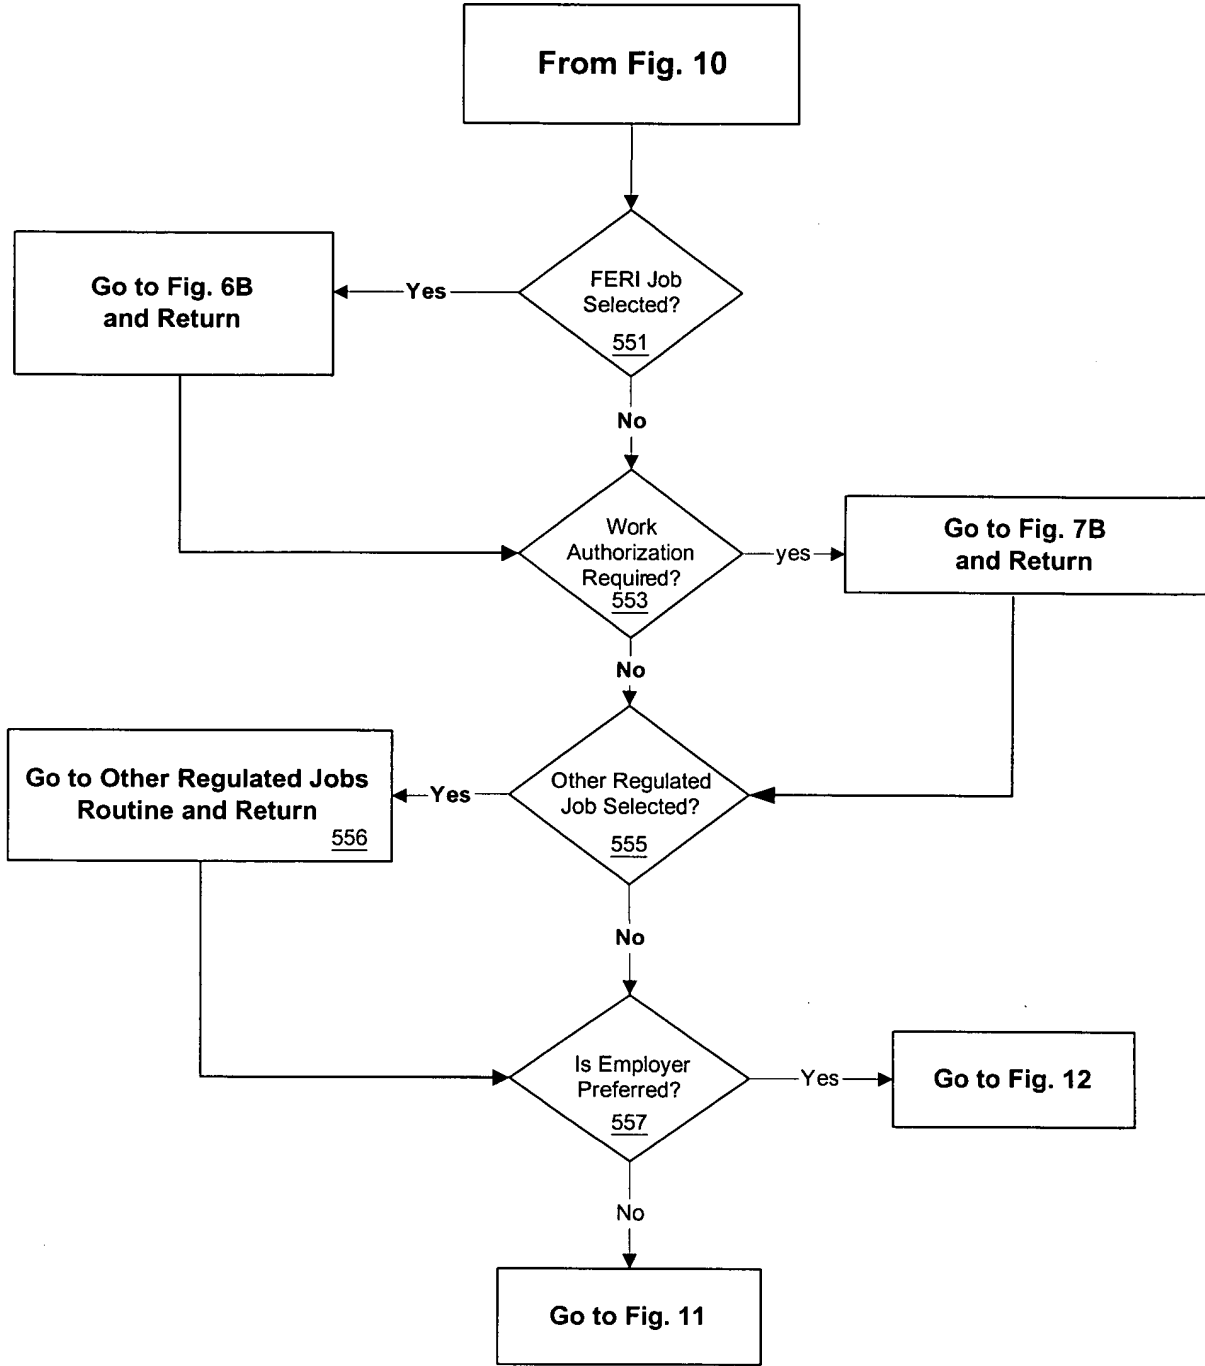 From Fig. 10
FERI Job
Selected?
551
Yes
Go to Fig. 6B
and Return
No
Work
Authorization
Required?
553
yes
Go to Fig. 7B
and Return
No
Other Regulated
Job Selected?
555
Yes
Go to Other Regulated Jobs
Routine and Return
556
No
Is Employer
Preferred?
557
Yes
Go to Fig. 12
No
Go to Fig. 11